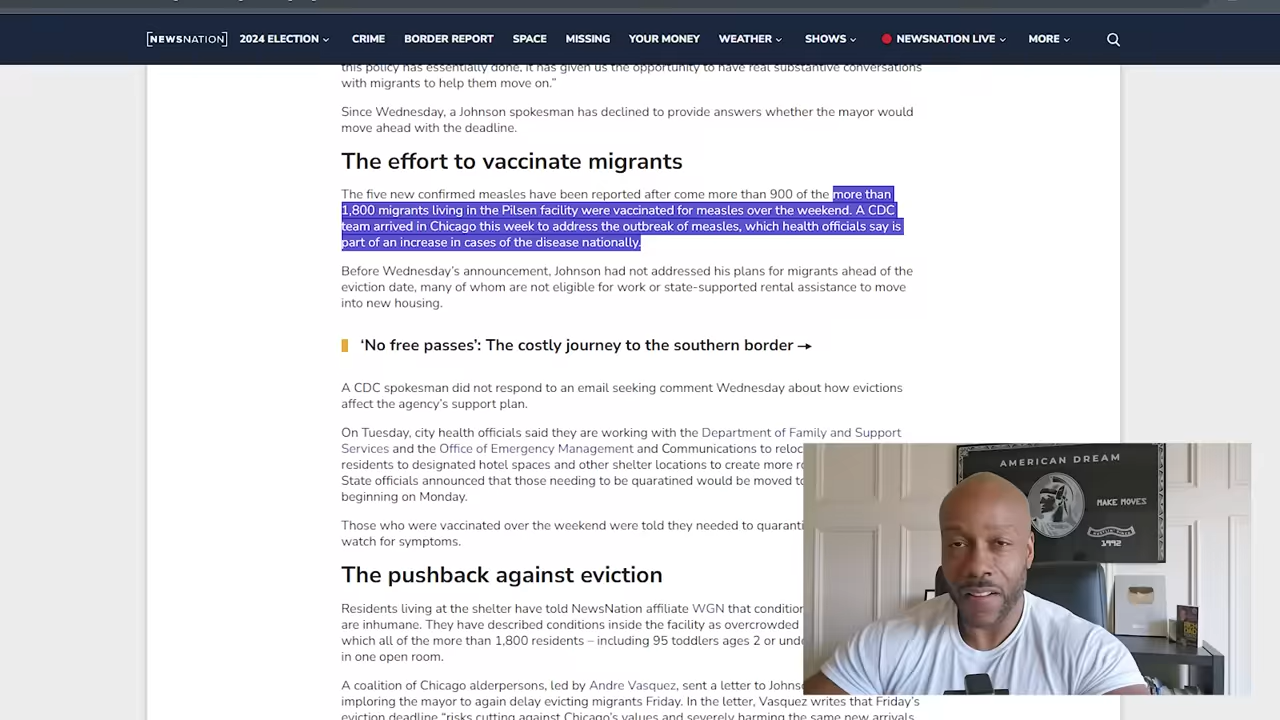 NEWSNATION 2024 ELECTION CRIME BORDER REPORT SPACE MISSING YOUR MONEY WEATHER SHOWS NEWSNATION LIVE MORE
this policy has essentially done, it has given us the opportunity to have real substantive conversations
with migrants to help them move on.”
Since Wednesday, a Johnson spokesman has declined to provide answers whether the mayor would
move ahead with the deadline.
The effort to vaccinate migrants
The five new confirmed measles have been reported after come more than 900 of the more than
1,800 migrants living in the Pilsen facility were vaccinated for measles over the weekend. A CDC
team arrived in Chicago this week to address the outbreak of measles, which health officials say is
part of an increase in cases of the disease nationally.
Before Wednesday’s announcement, Johnson had not addressed his plans for migrants ahead of the
eviction date, many of whom are not eligible for work or state-supported rental assistance to move
into new housing.
‘No free passes’: The costly journey to the southern border →
A CDC spokesman did not respond to an email seeking comment Wednesday about how evictions
affect the agency’s support plan.
On Tuesday, city health officials said they are working with the Department of Family and Support
Services and the Office of Emergency Management and Communications to reloc
residents to designated hotel spaces and other shelter locations to create more ro
State officials announced that those needing to be quaratined would be moved to
beginning on Monday.
Those who were vaccinated over the weekend were told they needed to quaranti
watch for symptoms.
The pushback against eviction
Residents living at the shelter have told NewsNation affiliate WGN that condition
are inhumane. They have described conditions inside the facility as overcrowded
which all of the more than 1,800 residents – including 95 toddlers ages 2 or unde
in one open room.
A coalition of Chicago alderpersons, led by Andre Vasquez, sent a letter to Johnso
imploring the mayor to again delay evicting migrants Friday. In the letter, Vasquez writes that Friday’s
eviction deadline “risks cutting against Chicago’s values and severely harming the same new arrivals
AMERICAN DREAM
MAKE MOVES
1992